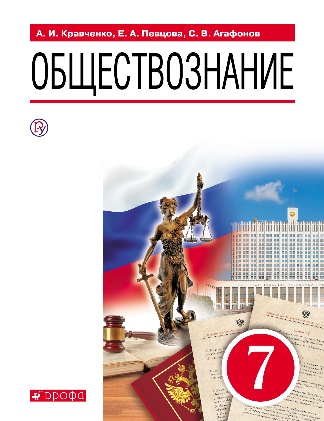 А. И. Кравченко, Е. А. Певцова, С. В. Агафонов
ОБЩЕСТВОЗНАНИЕ
7
дрофа